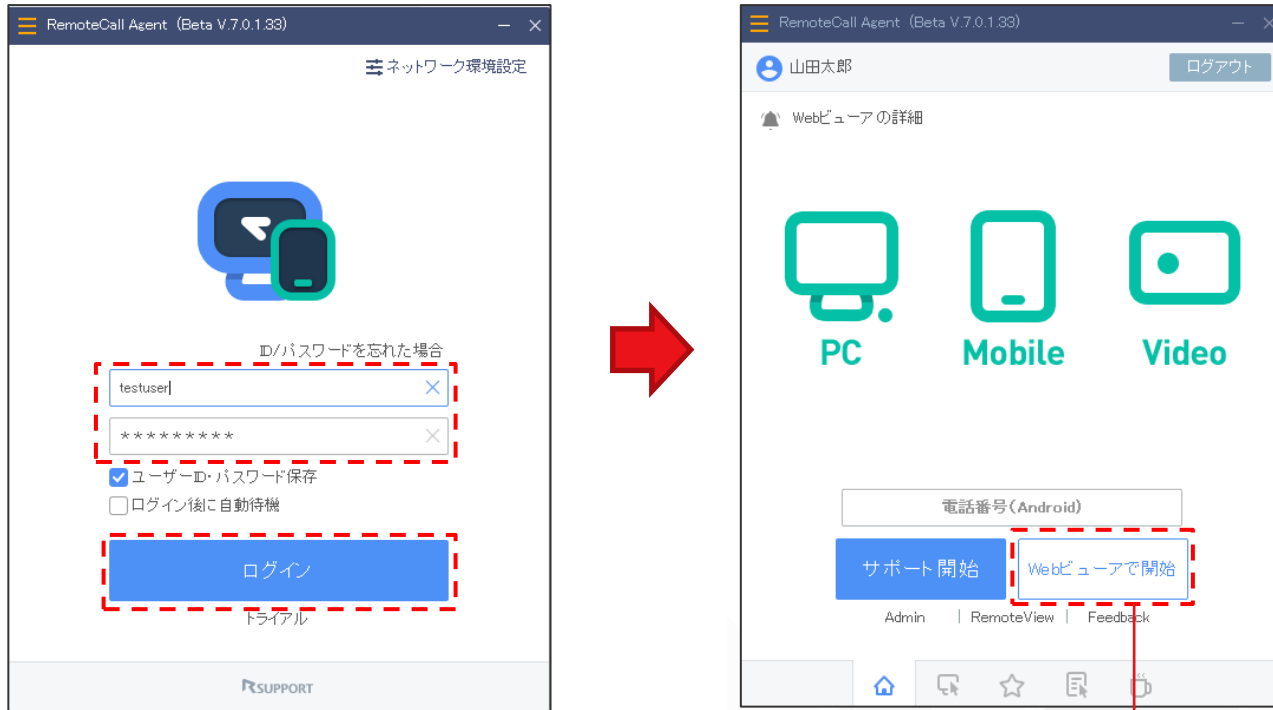 RemoteCall Agent (Beta V.7.0.1.33)
ネットワーク環境設定
ID/パスワードを忘れた場合
testuser
*********
ユーザーID・パスワード保存
ログイン後に自動待機
ログイン
トライアル
RSUPPORT
RemoteCall Agent (Beta V.7.0.1.33)
山田太郎
ログアウト
Webビューアの詳細
PC Mobile Video
電話番号(Android)
サポート開始 Webビューアで開始
Admin | RemoteView | Feedback